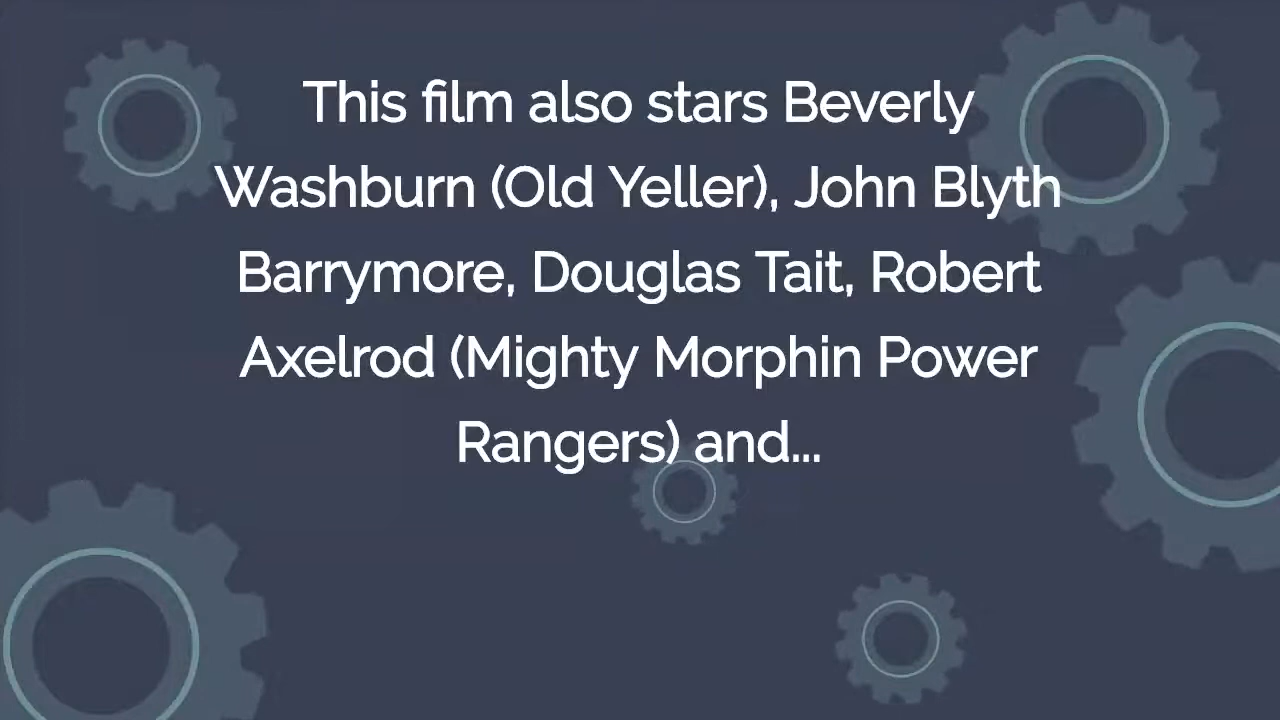 This film also stars Beverly
Washburn (Old Yeller), John Blyth
Barrymore, Douglas Tait, Robert
Axelrod (Mighty Morphin Power
Rangers) and...